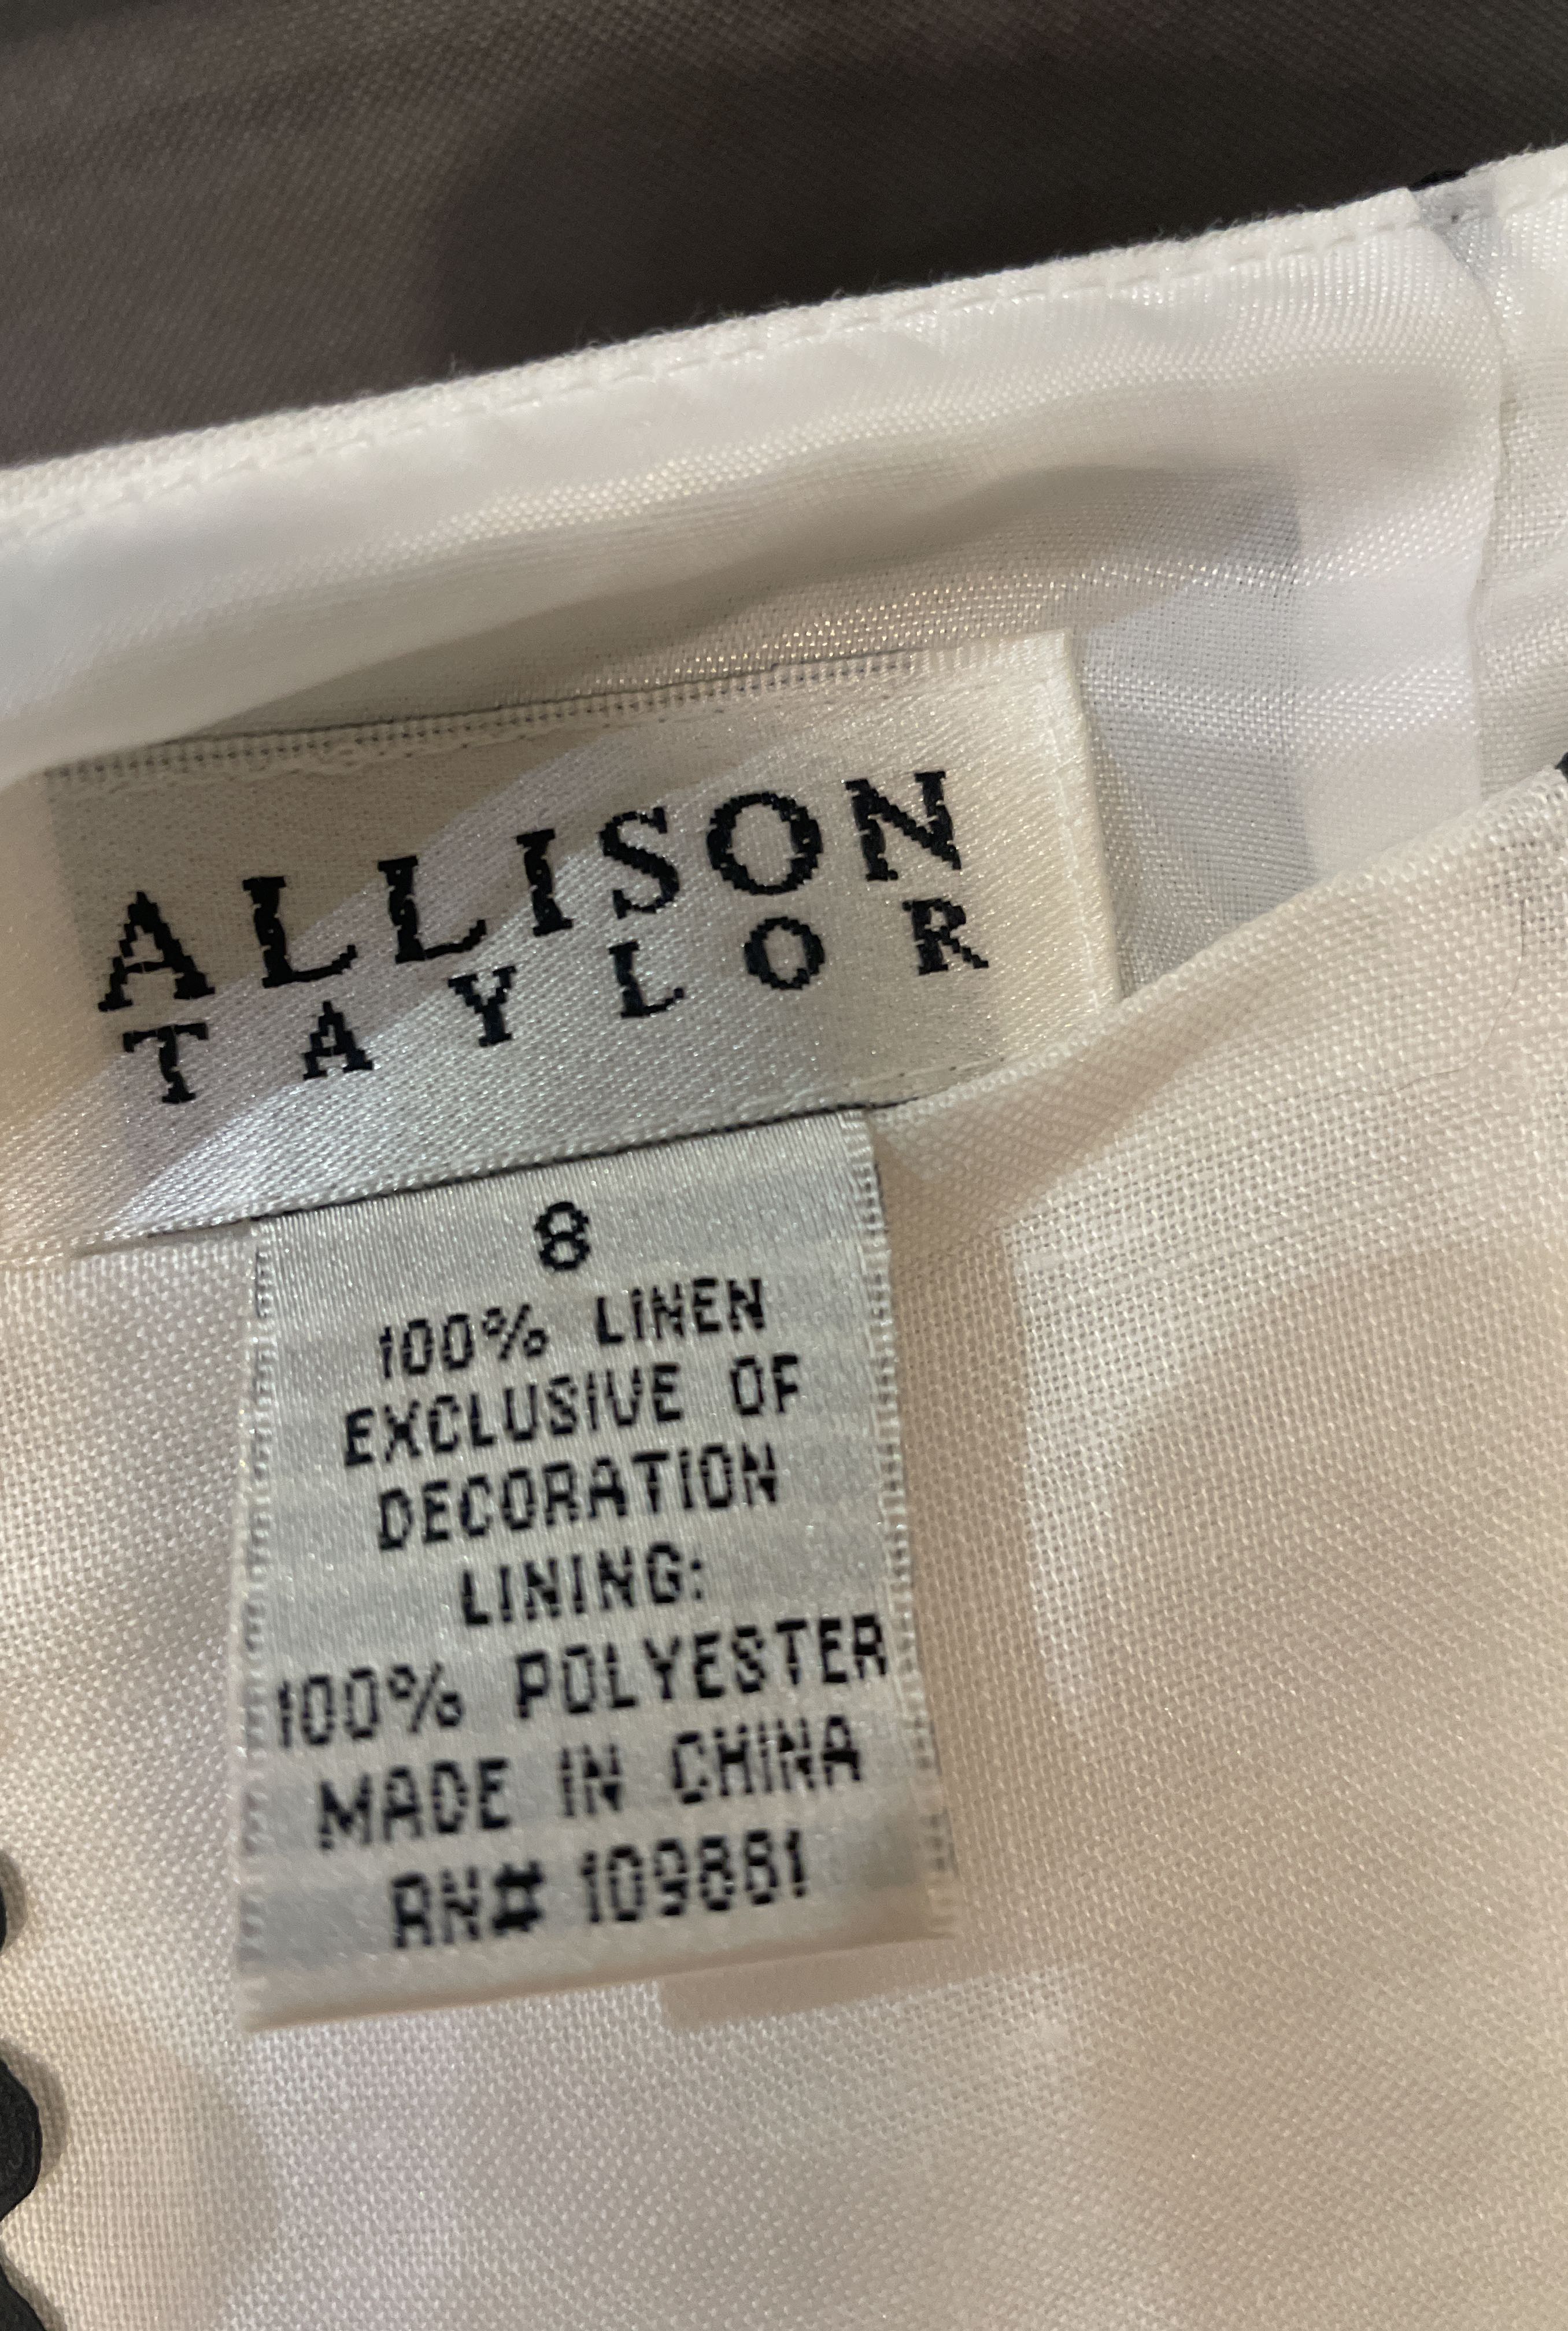 ALLISON
TAYLOR
8
100% LINEN
EXCLUSIVE OF
DECORATION
LINING:
100% POLYESTER
MADE IN CHINA
RN# 109881